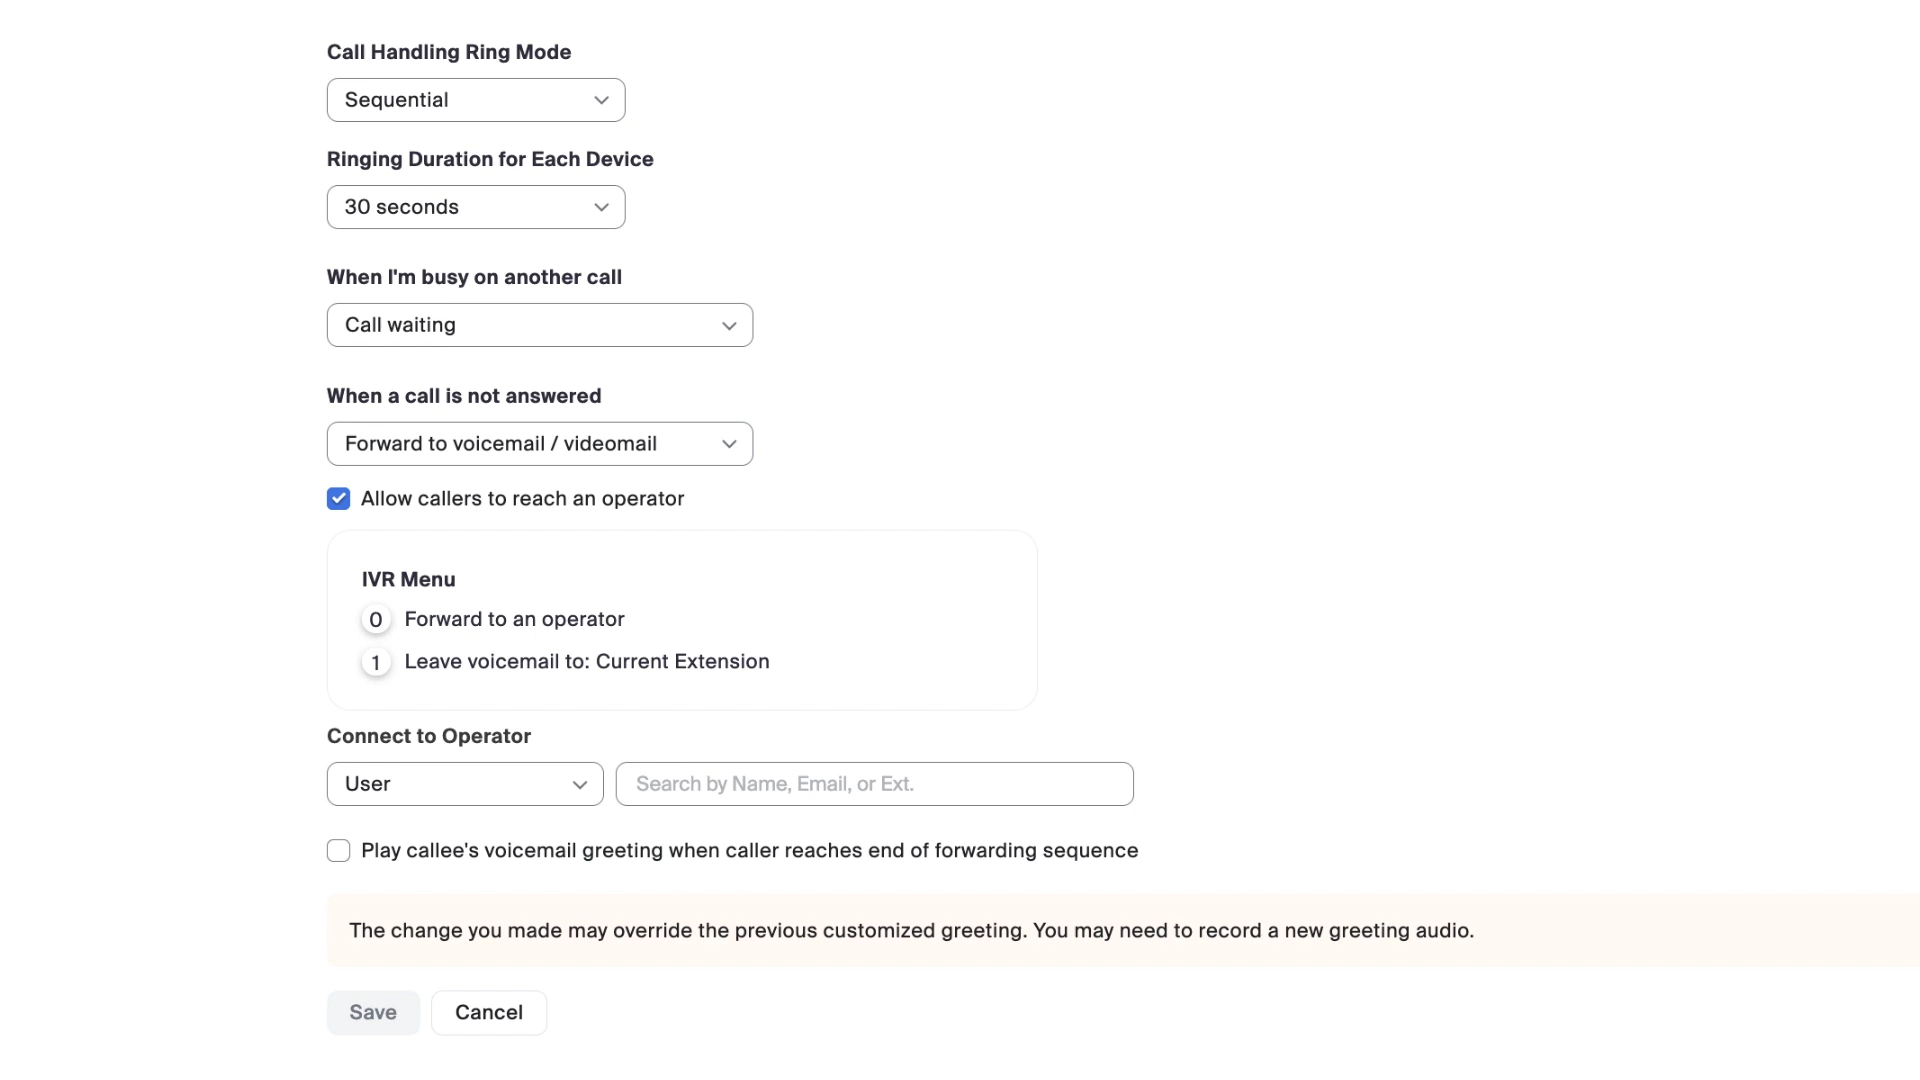 Call Handling Ring Mode
Sequential
Ringing Duration for Each Device
30 seconds
When I'm busy on another call
Call waiting
When a call is not answered
Forward to voicemail / videomail
Allow callers to reach an operator
IVR Menu
0 Forward to an operator
1 Leave voicemail to: Current Extension
Connect to Operator
User Search by Name, Email, or Ext.
Play callee's voicemail greeting when caller reaches end of forwarding sequence
The change you made may override the previous customized greeting. You may need to record a new greeting audio.
Save Cancel